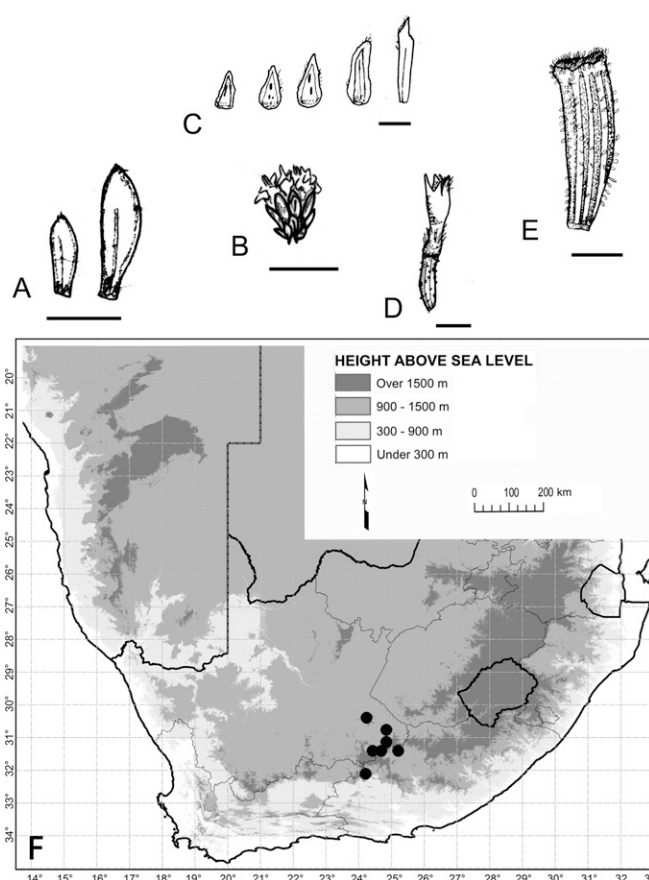 C
A
B
D
E
HEIGHT ABOVE SEA LEVEL
Over 1500 m
900 - 1500 m
300 - 900 m
Under 300 m
N
0 100 200 km
20°
21°
22°
23°
24°
25°
26°
27°
28°
29°
30°
31°
32°
33°
34°
F
14° 15° 16° 17° 18° 19° 20° 21° 22° 23° 24° 25° 26° 27° 28° 29° 30° 31° 32° 33°